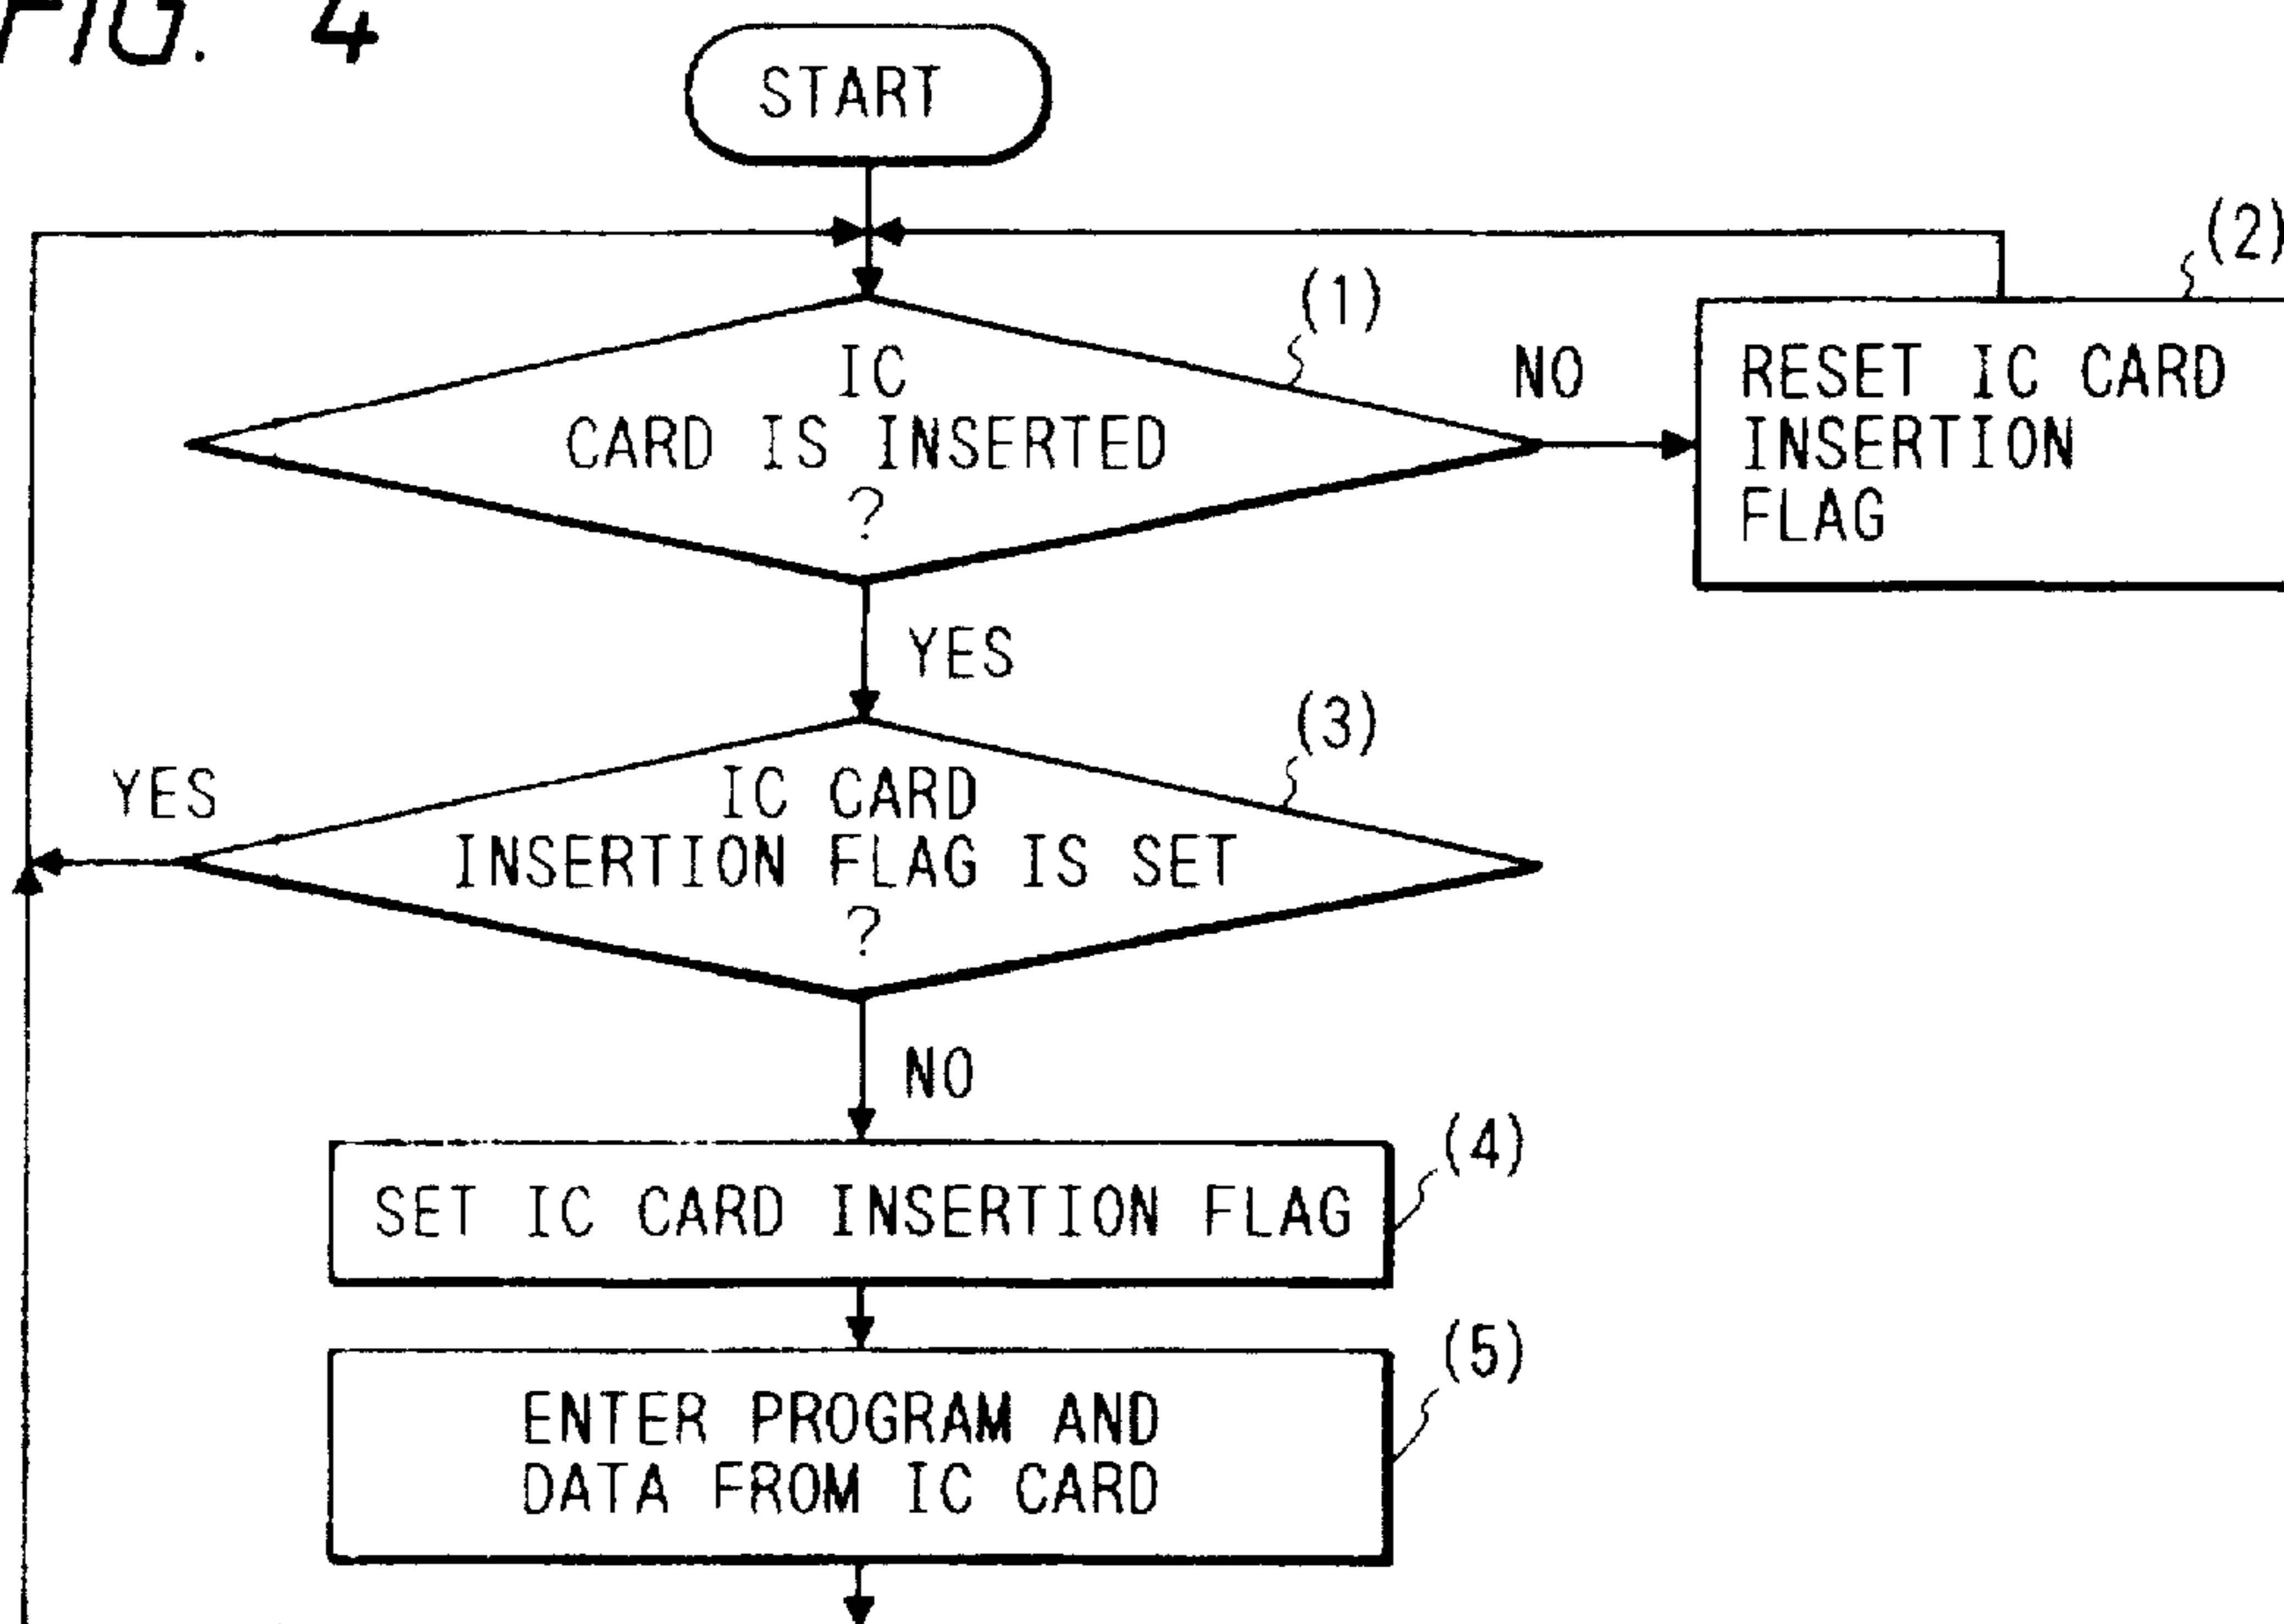 FIG. 4
START
(1)
(2)
IC
CARD IS INSERTED
?
NO
RESET IC CARD
INSERTION
FLAG
YES
(3)
YES
IC CARD
INSERTION FLAG IS SET
?
NO
(4)
SET IC CARD INSERTION FLAG
(5)
ENTER PROGRAM AND
DATA FROM IC CARD